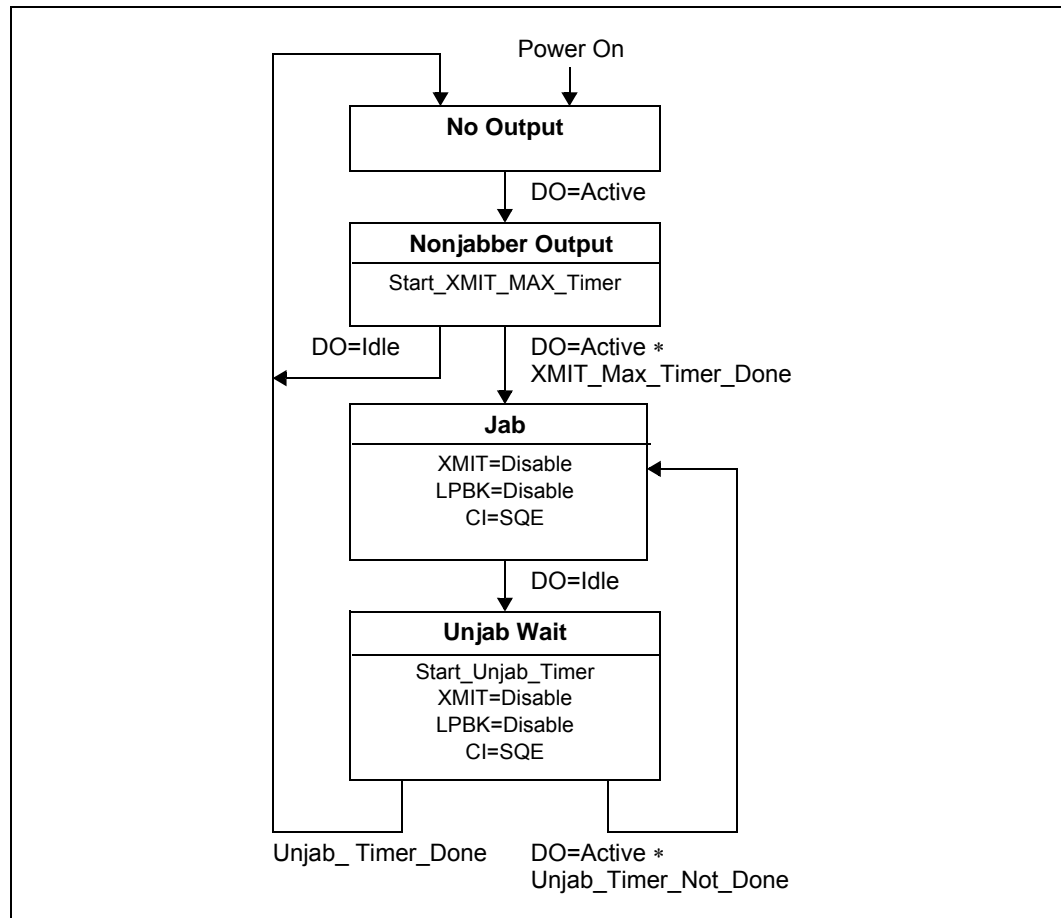 Power On
No Output
DO=Active
Nonjabber Output
Start_XMIT_MAX_Timer
DO=Idle
DO=Active *
XMIT_Max_Timer_Done
Jab
XMIT=Disable
LPBK=Disable
CI=SQE
DO=Idle
Unjab Wait
Start_Unjab_Timer
XMIT=Disable
LPBK=Disable
CI=SQE
Unjab_ Timer_Done
DO=Active *
Unjab_Timer_Not_Done